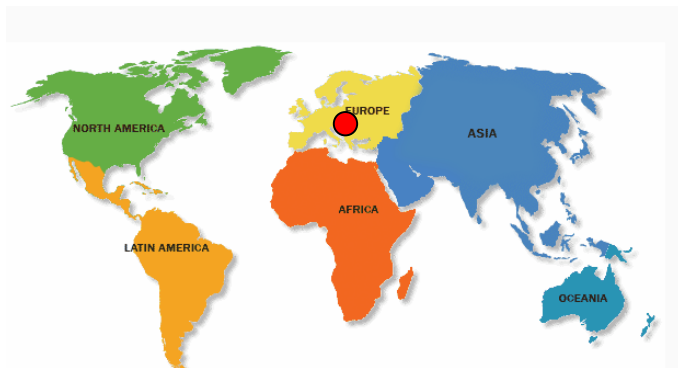 EUROPE
NORTH AMERICA
ASIA
AFRICA
LATIN AMERICA
OCEANIA